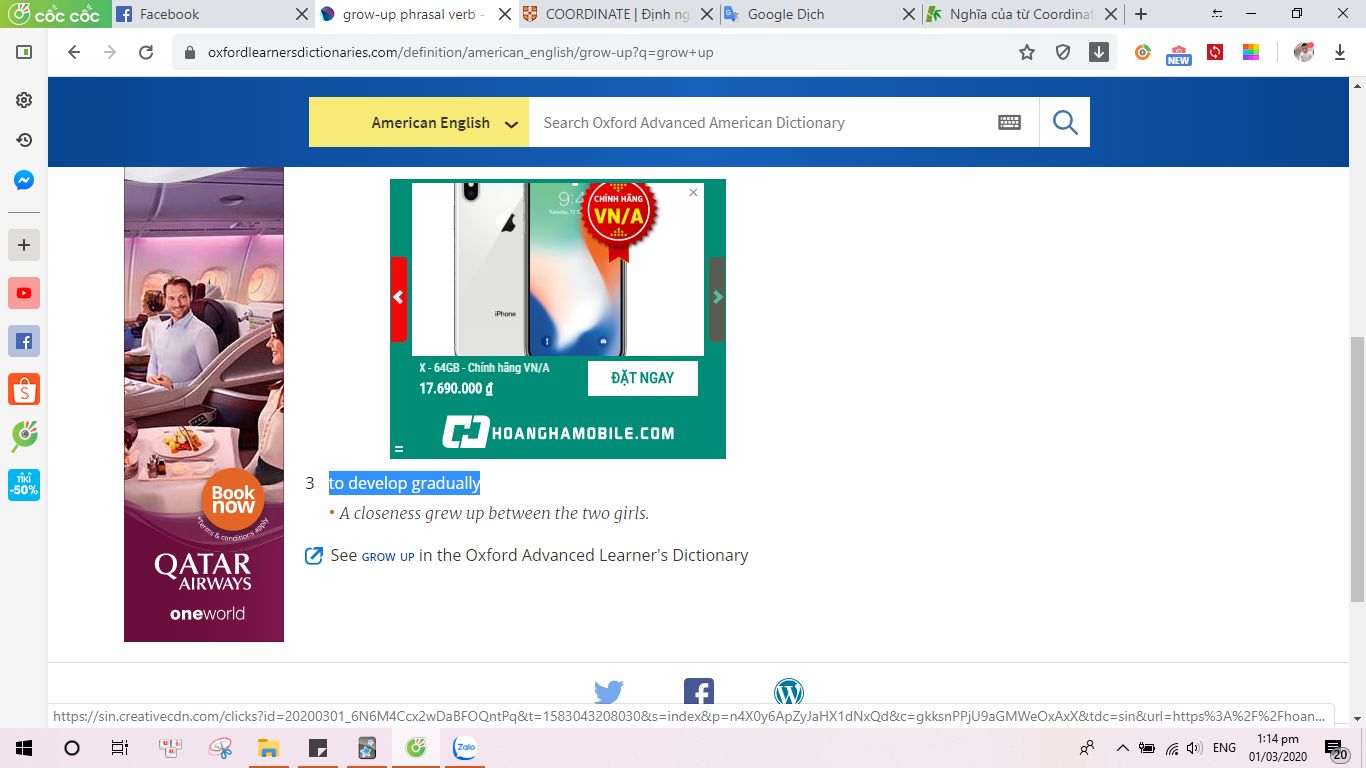 cốc cốc
Facebook
grow-up phrasal verb -
COORDINATE | Định ng
Google Dịch
Nghĩa của từ Coordinat
oxfordlearnersdictionaries.com/definition/american_english/grow-up?q=grow+up
NEW
American English
Search Oxford Advanced American Dictionary
9:4
CHÍNH HÃNG
VN/A
iPhone
X - 64GB - Chính hãng VN/A
17.690.000 ₫
ĐẶT NGAY
HOANGHAMOBILE.COM
TIKI
-50%
Book
now
*Terms & conditions apply
QATAR
AIRWAYS
oneworld
3 to develop gradually
• A closeness grew up between the two girls.
See GROW UP in the Oxford Advanced Learner's Dictionary
https://sin.creativecdn.com/clicks?id=20200301_6N6M4Ccx2wDaBFOQntPq&t=1583043208030&s=index&p=n4X0y6ApZyJaHX1dNxQd&c=gkksnPPjU9aGMWeOxAxX&tdc=sin&url=https%3A%2F%2Fhoan...
Zalo
ENG
1:14 pm
01/03/2020
20